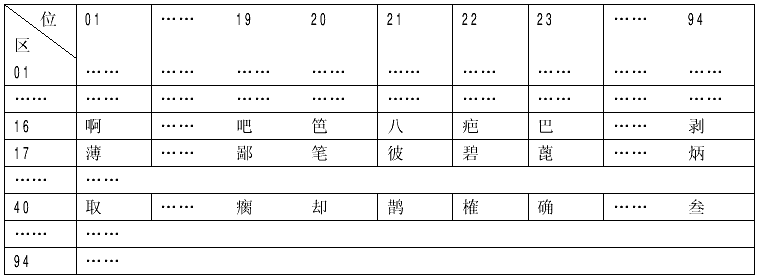 位 01 …… 19 20 21 22 23 …… 94
区
01 …… …… …… …… …… …… …… …… ……
…… …… …… …… …… …… …… …… …… ……
16 啊 …… 吧 笆 八 疤 巴 …… 剥
17 薄 …… 鄙 笔 彼 碧 蓖 …… 炳
…… ……
40 取 …… 瘸 却 鹊 榷 确 …… 叁
…… ……
94 ……